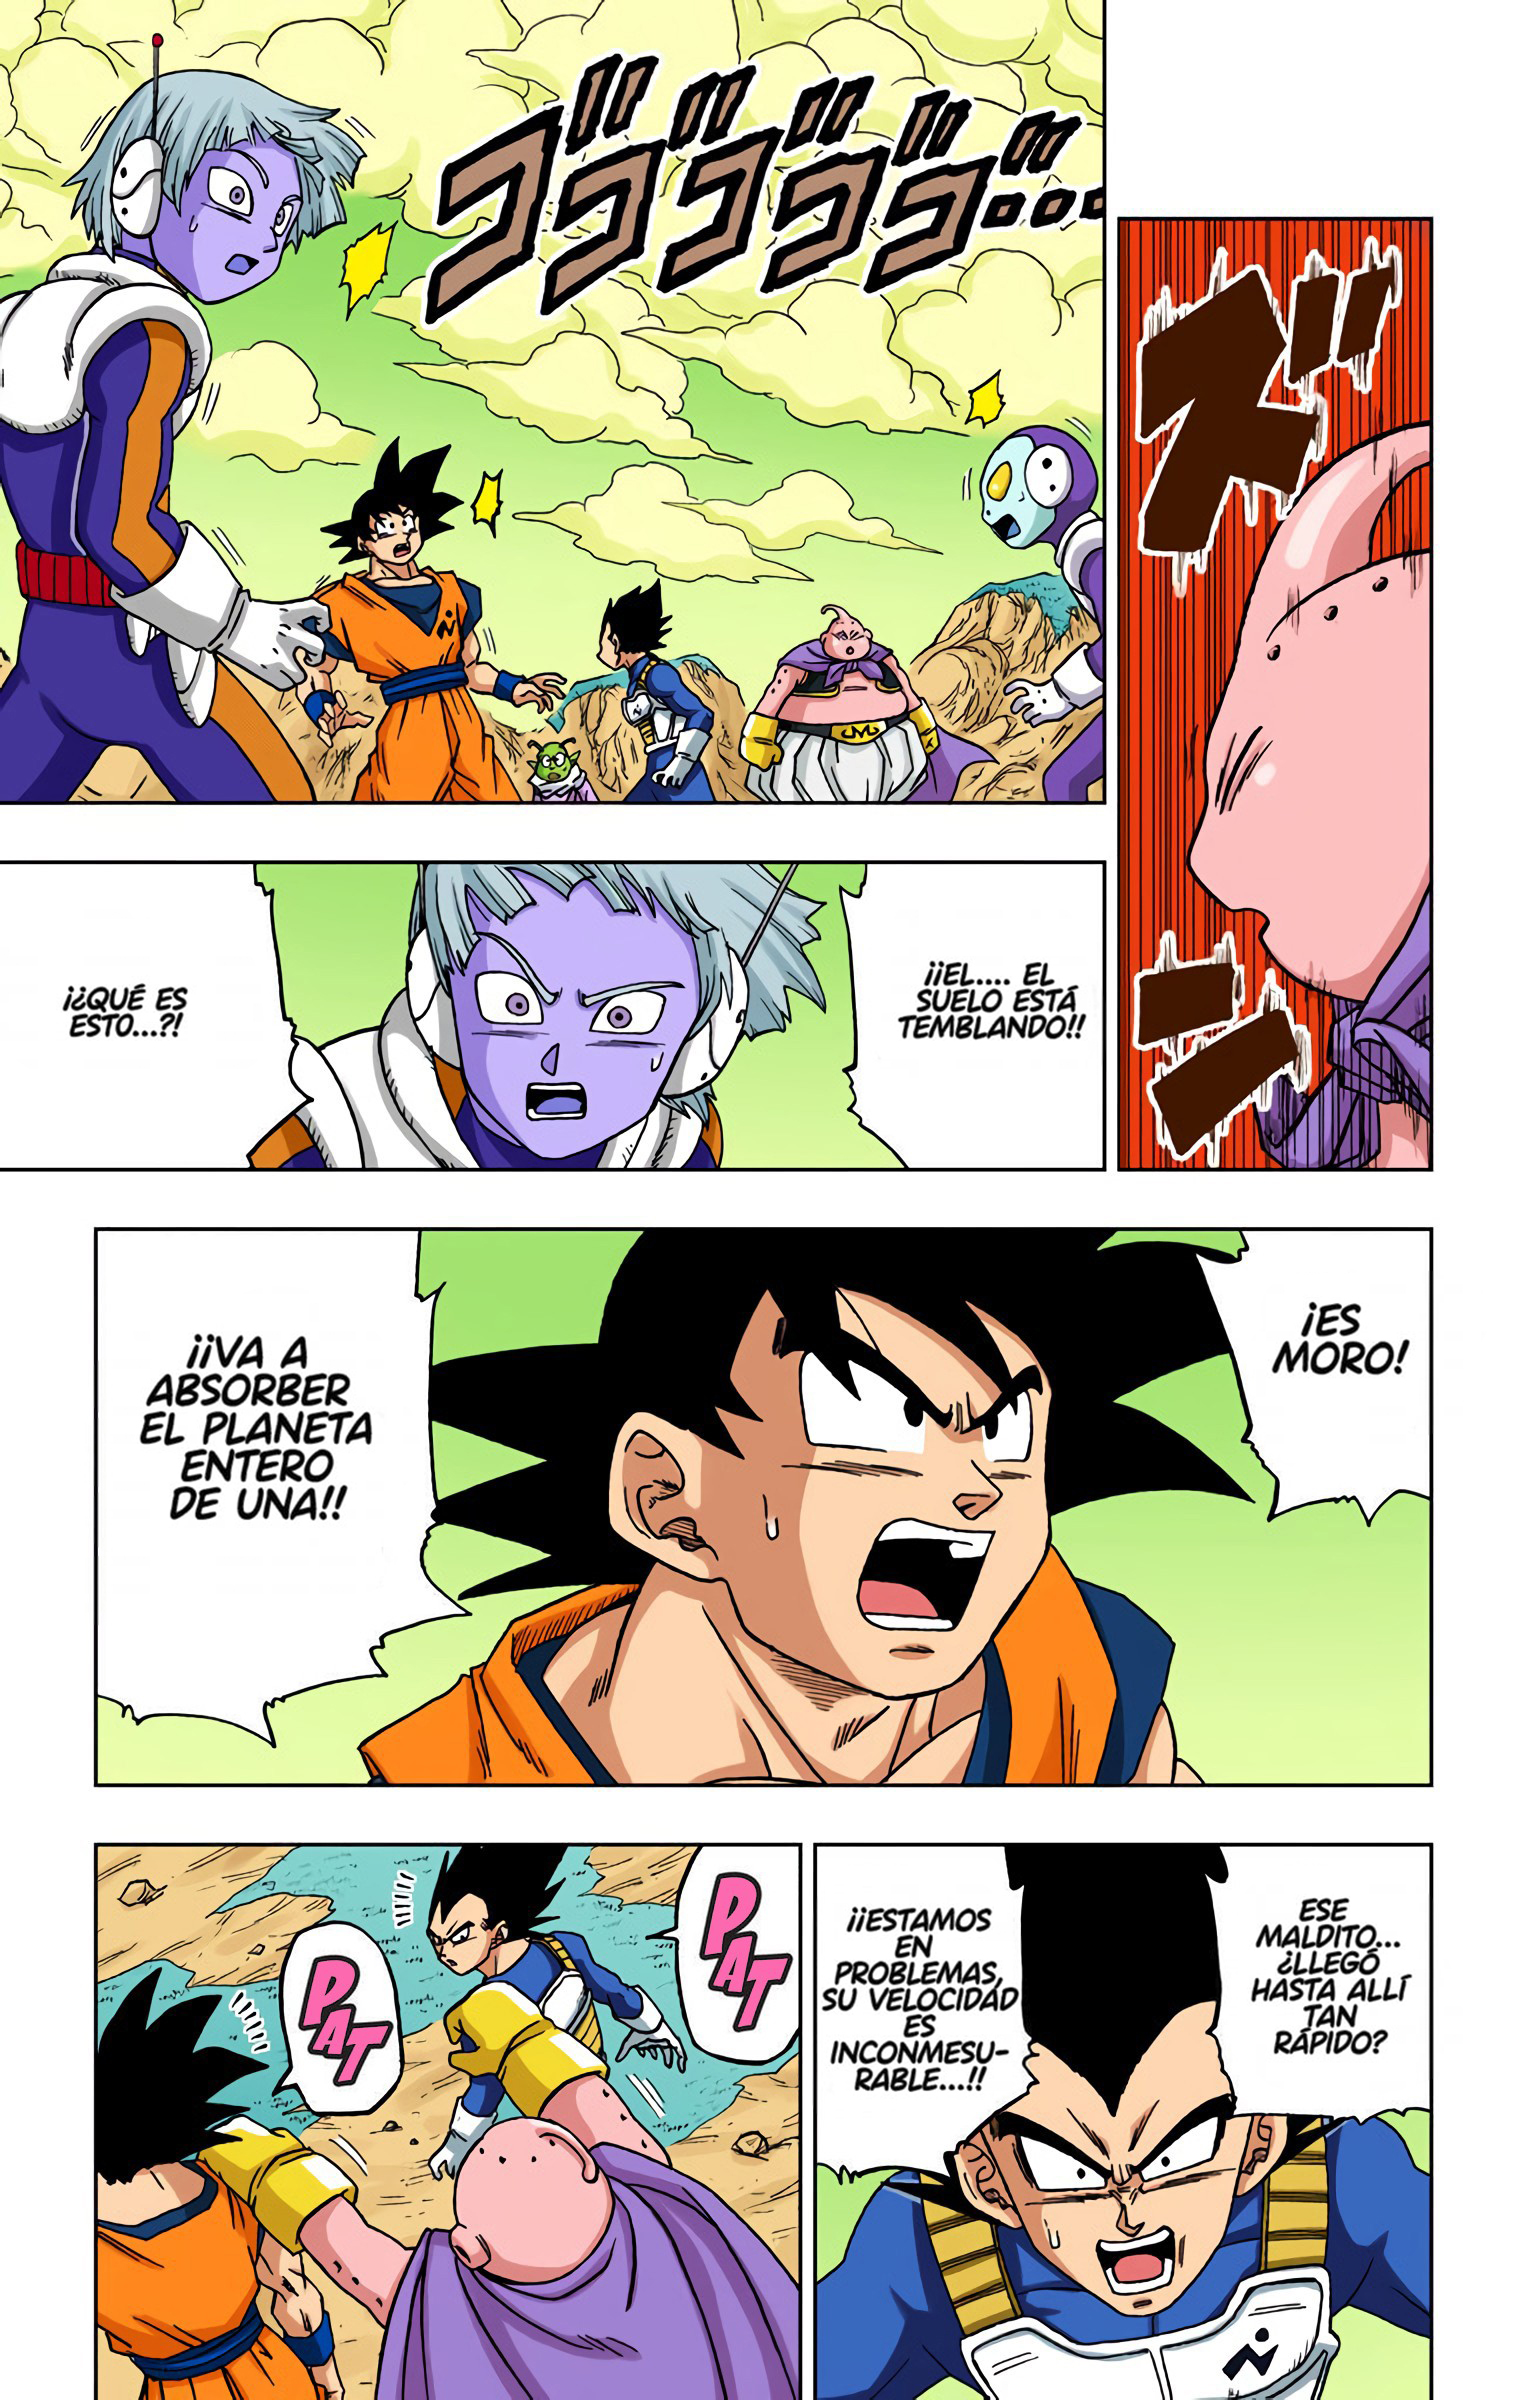 ズ
ン
ゴゴゴゴゴ...
¡¡EL.... EL
SUELO ESTÁ
TEMBLANDO!!
¡¿QUÉ ES
ESTO...?!
¡ES
MORO!
¡¡VA A
ABSORBER
EL PLANETA
ENTERO
DE UNA!!
ESE
MALDITO...
¿LLEGÓ
HASTA ALLÍ
TAN
RÁPIDO?
¡¡ESTAMOS
EN
PROBLEMAS,
SU VELOCIDAD
ES
INCONMESU-
RABLE...!!
PAT
PAT